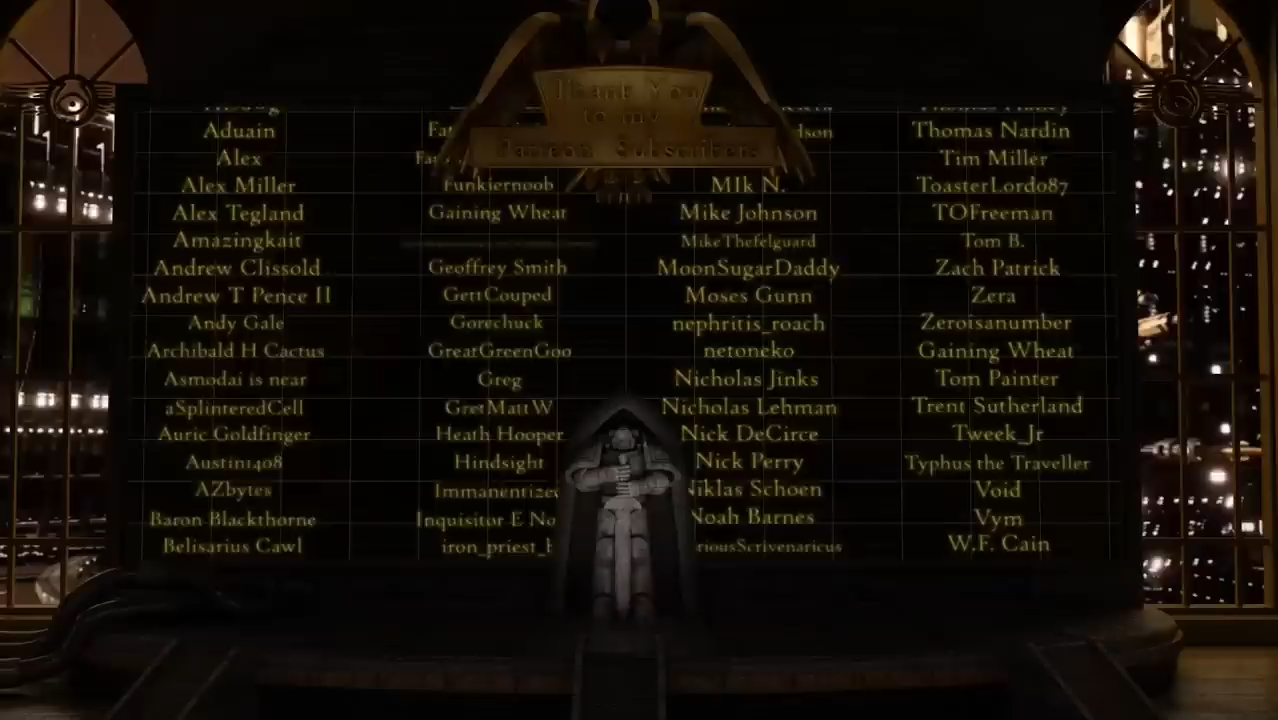 Thank You
to my
Patreon Subscribers
Aduain
Alex
Alex Miller
Alex Tegland
Amazingkait
Andrew Clissold
Andrew T Pence II
Andy Gale
Archibald H Cactus
Asmodai is near
aSplinteredCell
Auric Goldfinger
Austin1408
AZbytes
Baron Blackthorne
Belisarius Cawl
Funkiernoob
Gaining Wheat
Geoffrey Smith
GettCouped
Gorechuck
GreatGreenGoo
Greg
GretMattW
Heath Hooper
Hindsight
Immanentized
Inquisitor E No
iron_priest_
MIk N.
Mike Johnson
MikeThefelguard
MoonSugarDaddy
Moses Gunn
nephritis_roach
netoneko
Nicholas Jinks
Nicholas Lehman
Nick DeCirce
Nick Perry
Niklas Schoen
Noah Barnes
riousScrivenaricus
Thomas Nardin
Tim Miller
ToasterLord087
TOFreeman
Tom B.
Zach Patrick
Zera
Zeroisanumber
Gaining Wheat
Tom Painter
Trent Sutherland
Tweek_Jr
Typhus the Traveller
Void
Vym
W.F. Cain